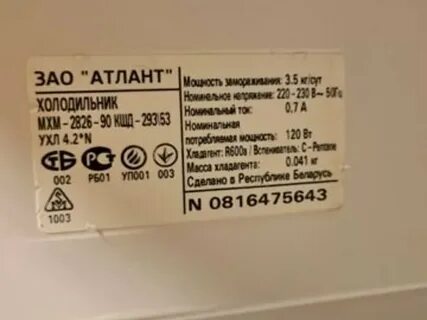 ЗАО "АТЛАНТ"
ХОЛОДИЛЬНИК
МХМ-2826-90 КШД-293\53
УХЛ 4.2*N
002 РБ01 УП001 003
1003
Мощность замораживания: 3.5 кг/сут
Номинальное напряжение: 220-230 В~ 50Гц
Номинальный ток: 0,7 А
Номинальная
потребляемая мощность: 120 Вт
Хладагент: R600a / Вспениватель: C-Pentane
Масса хладагента: 0.041 кг
Сделано в Республике Беларусь
N 0816475643